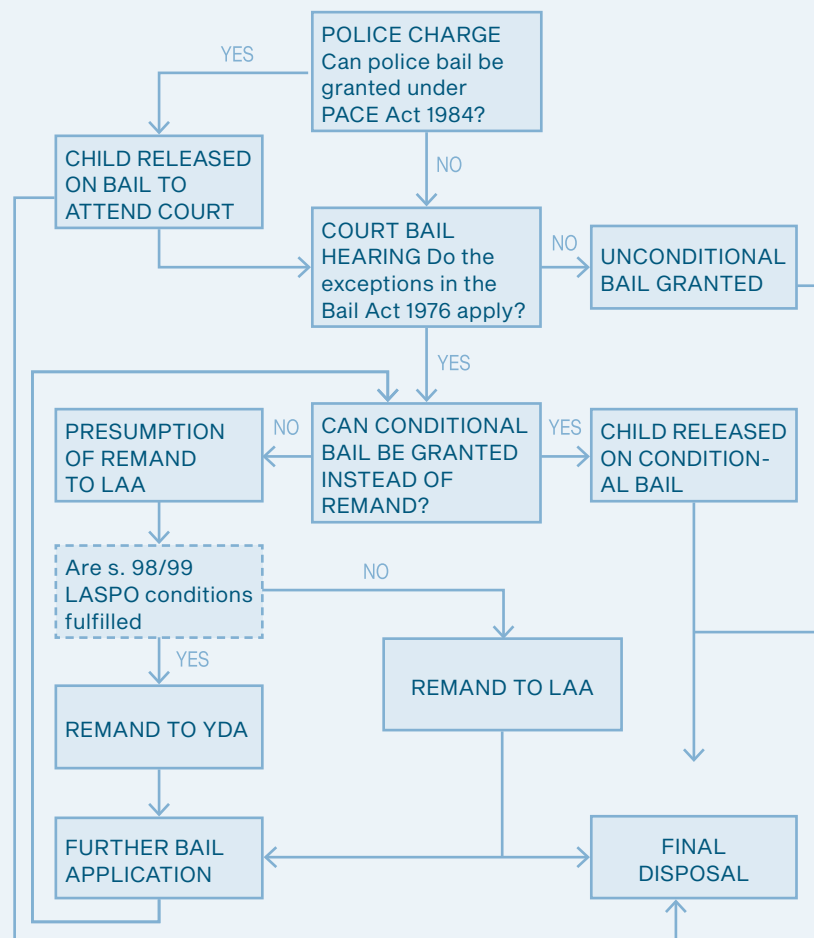 POLICE CHARGE
Can police bail be
granted under
PACE Act 1984?
YES
NO
CHILD RELEASED
ON BAIL TO
ATTEND COURT
COURT BAIL
HEARING Do the
exceptions in the
Bail Act 1976 apply?
NO
UNCONDITIONAL
BAIL GRANTED
YES
PRESUMPTION
OF REMAND
TO LAA
NO
CAN CONDITIONAL
BAIL BE GRANTED
INSTEAD OF
REMAND?
YES
CHILD RELEASED
ON CONDITION-
AL BAIL
Are s. 98/99
LASPO conditions
fulfilled
NO
YES
REMAND TO LAA
REMAND TO YDA
FURTHER BAIL
APPLICATION
FINAL
DISPOSAL